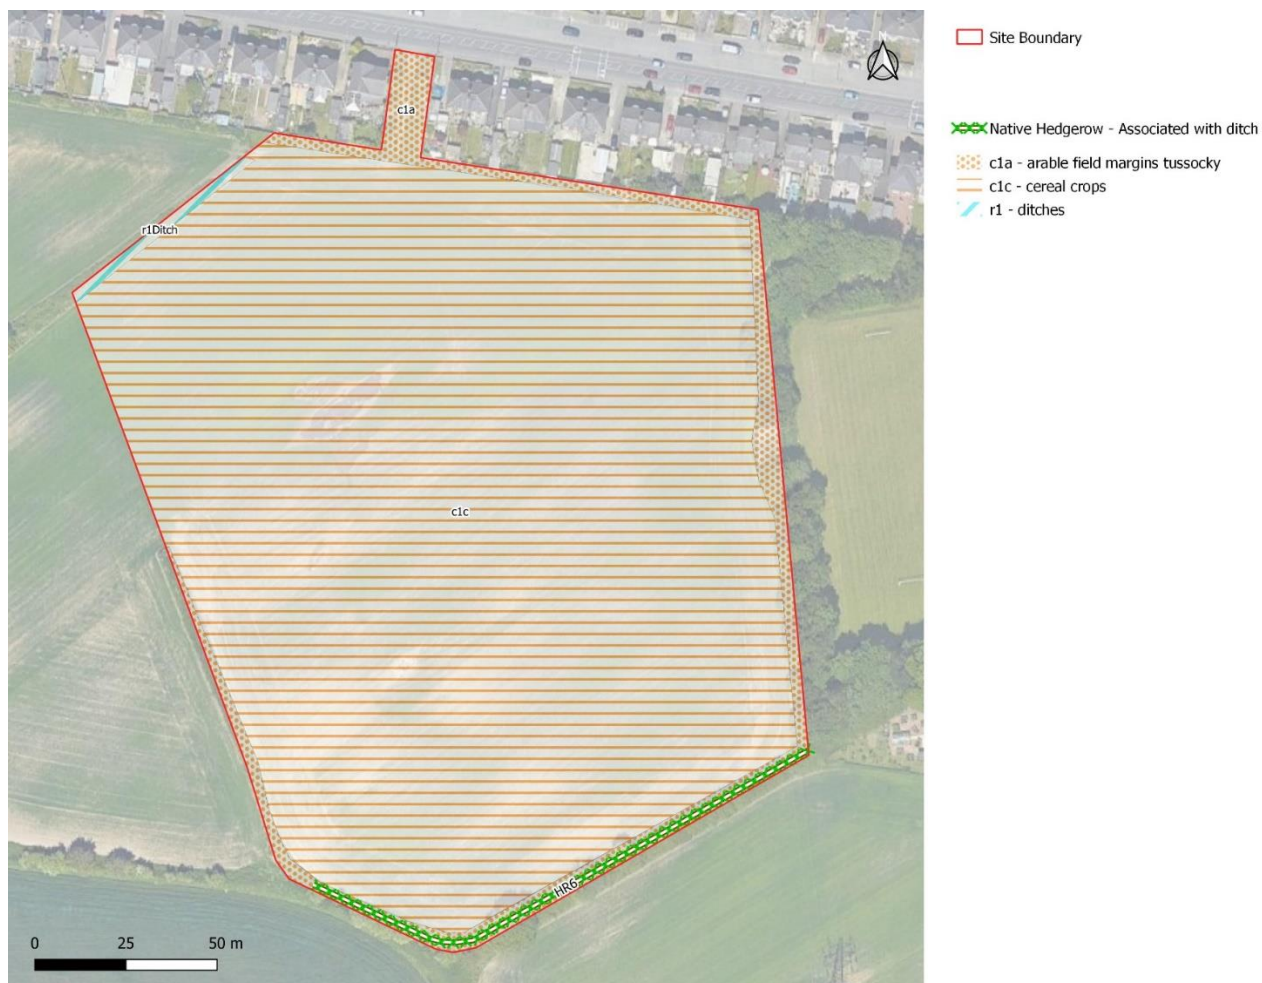 Site Boundary
Native Hedgerow - Associated with ditch
c1a - arable field margins tussocky
c1c - cereal crops
r1 - ditches
c1a
r1Ditch
c1c
HR6
0 25 50 m